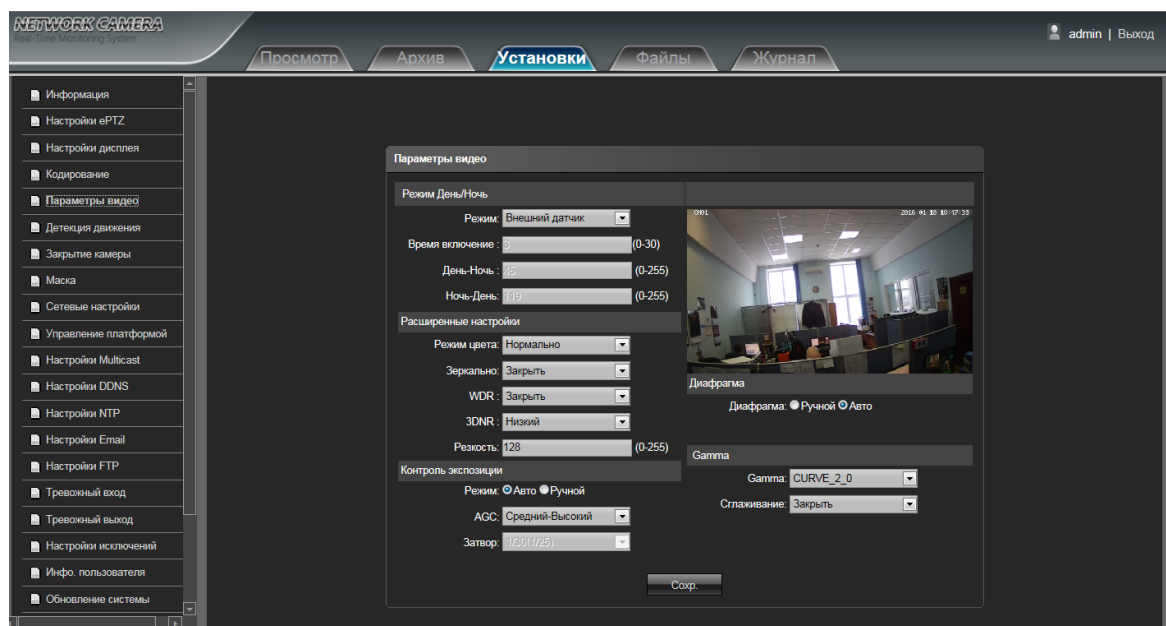 NETWORK CAMERA
Real-Time Monitoring System
admin | Выход
Просмотр
Архив
Установки
Файлы
Журнал
Информация
Настройки ePTZ
Настройки дисплея
Кодирование
Параметры видео
Детекция движения
Закрытие камеры
Маска
Сетевые настройки
Управление платформой
Настройки Multicast
Настройки DDNS
Настройки NTP
Настройки Email
Настройки FTP
Тревожный вход
Тревожный выход
Настройки исключений
Инфо. пользователя
Обновление системы
Параметры видео
Режим День/Ночь
Режим: Внешний датчик
Время включение : 3 (0-30)
День-Ночь : 45 (0-255)
Ночь-День: 119 (0-255)
Расширенные настройки
Режим цвета: Нормально
Зеркально: Закрыть
WDR : Закрыть
3DNR : Низкий
Резкость: 128 (0-255)
Контроль экспозиции
Режим: Авто Ручной
AGC: Средний-Высокий
Затвор: 1/30(1/25)
CH01 2016 01 18 10:47:33
Диафрагма
Диафрагма: Ручной Авто
Gamma
Gamma: CURVE_2_0
Сглаживание: Закрыть
Сохр.